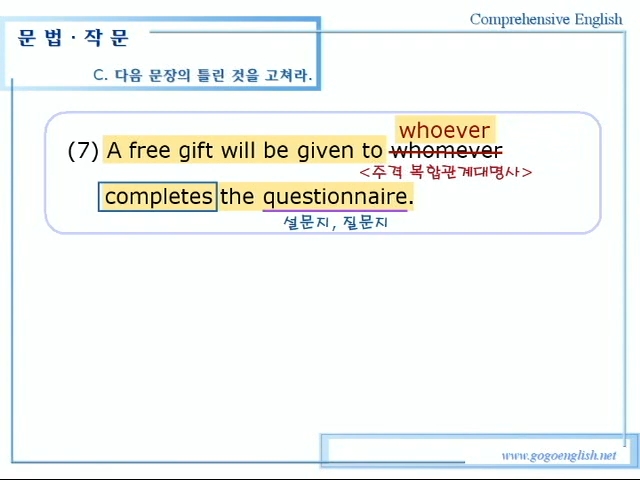 Comprehensive English
문 법 · 작 문
C. 다음 문장의 틀린 것을 고쳐라.
whoever
(7) A free gift will be given to whomever
<주격 복합관계대명사>
completes the questionnaire.
설문지, 질문지
www.gogoenglish.net